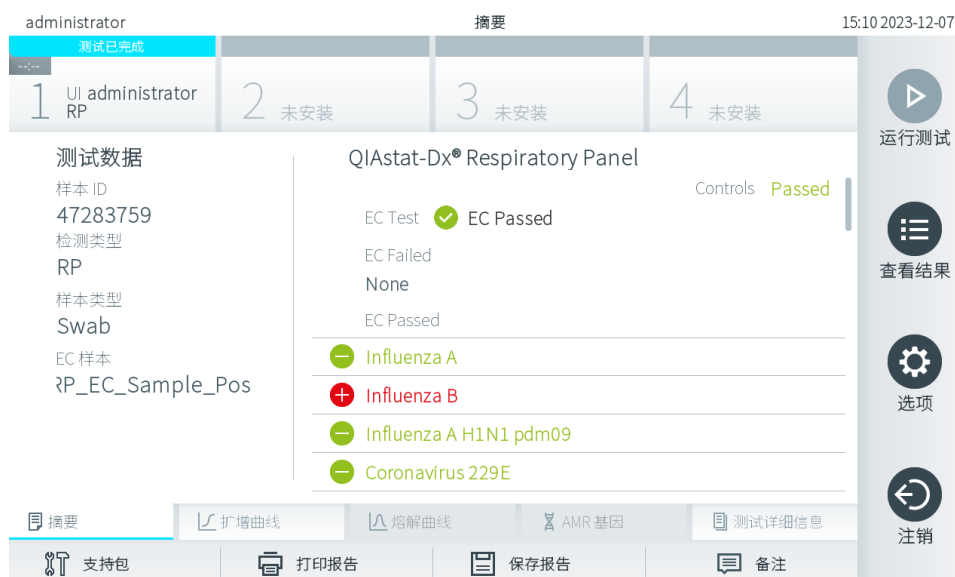 administrator
摘要
15:10 2023-12-07
测试已完成
--:--
1 UI administrator
RP
2 未安装
3 未安装
4 未安装
运行测试
测试数据
样本 ID
47283759
检测类型
RP
样本类型
Swab
EC 样本
RP_EC_Sample_Pos
QIAstat-Dx® Respiratory Panel
Controls Passed
EC Test EC Passed
EC Failed
None
EC Passed
Influenza A
Influenza B
Influenza A H1N1 pdm09
Coronavirus 229E
查看结果
选项
注销
摘要
扩增曲线
熔解曲线
AMR 基因
测试详细信息
支持包
打印报告
保存报告
备注